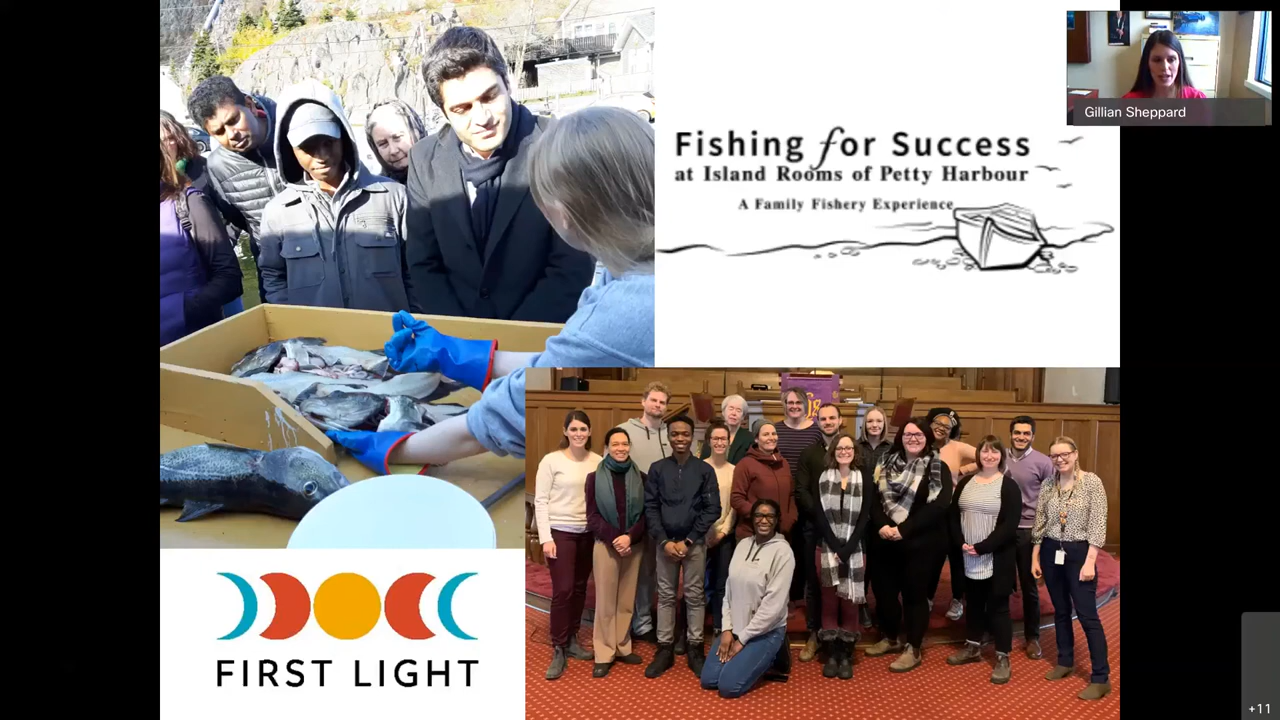 Gillian Sheppard
Fishing for Success
at Island Rooms of Petty Harbour
A Family Fishery Experience
FIRST LIGHT
+11